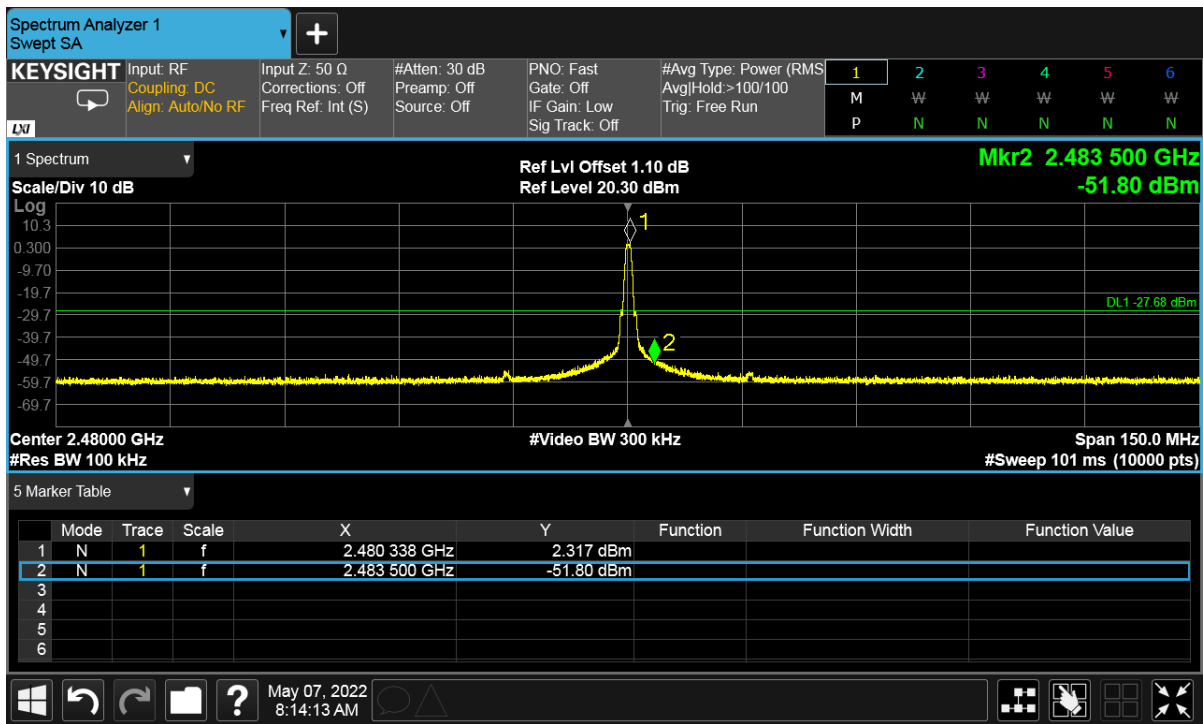 Spectrum Analyzer 1
Swept SA
+
KEYSIGHT
LXI
Input: RF
Coupling: DC
Align: Auto/No RF
Input Z: 50 Ω
Corrections: Off
Freq Ref: Int (S)
#Atten: 30 dB
Preamp: Off
Source: Off
PNO: Fast
Gate: Off
IF Gain: Low
Sig Track: Off
#Avg Type: Power (RMS
Avg|Hold:>100/100
Trig: Free Run
1 2 3 4 5 6
M W W W W W
P N N N N N
1 Spectrum
Scale/Div 10 dB
Ref Lvl Offset 1.10 dB
Ref Level 20.30 dBm
Mkr2 2.483 500 GHz
-51.80 dBm
Log
10.3
0.300
-9.70
-19.7
-29.7
-39.7
-49.7
-59.7
-69.7
1
2
DL1 -27.68 dBm
Center 2.48000 GHz
#Res BW 100 kHz
#Video BW 300 kHz
Span 150.0 MHz
#Sweep 101 ms (10000 pts)
5 Marker Table
Mode Trace Scale X Y Function Function Width Function Value
1 N 1 f 2.480 338 GHz 2.317 dBm
2 N 1 f 2.483 500 GHz -51.80 dBm
3
4
5
6
?
May 07, 2022
8:14:13 AM